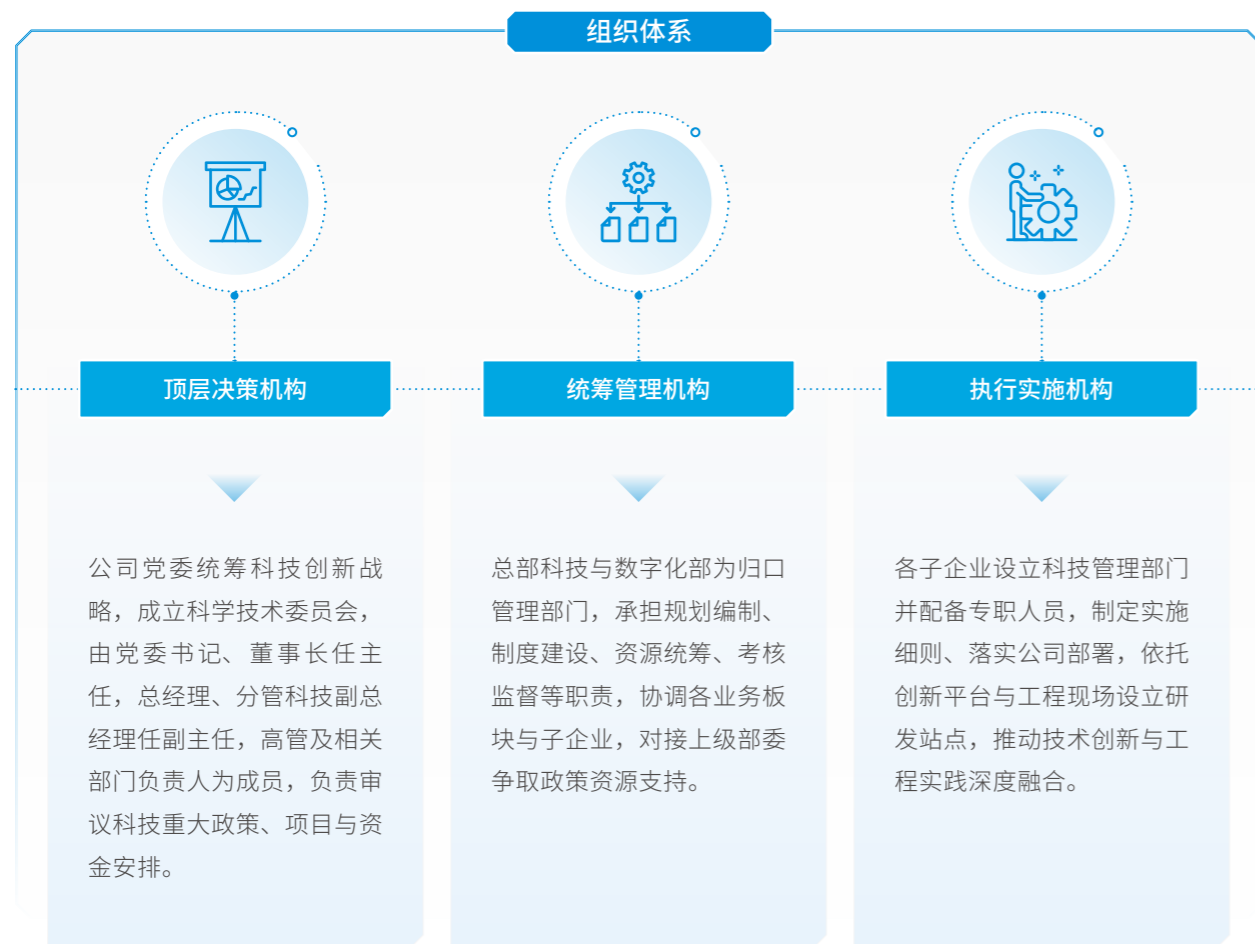 组织体系
顶层决策机构
公司党委统筹科技创新战
略，成立科学技术委员会，
由党委书记、董事长任主
任，总经理、分管科技副总
经理任副主任，高管及相关
部门负责人为成员，负责审
议科技重大政策、项目与资
金安排。
统筹管理机构
总部科技与数字化部为归口
管理部门，承担规划编制、
制度建设、资源统筹、考核
监督等职责，协调各业务板
块与子企业，对接上级部委
争取政策资源支持。
执行实施机构
各子企业设立科技管理部门
并配备专职人员，制定实施
细则、落实公司部署，依托
创新平台与工程现场设立研
发站点，推动技术创新与工
程实践深度融合。